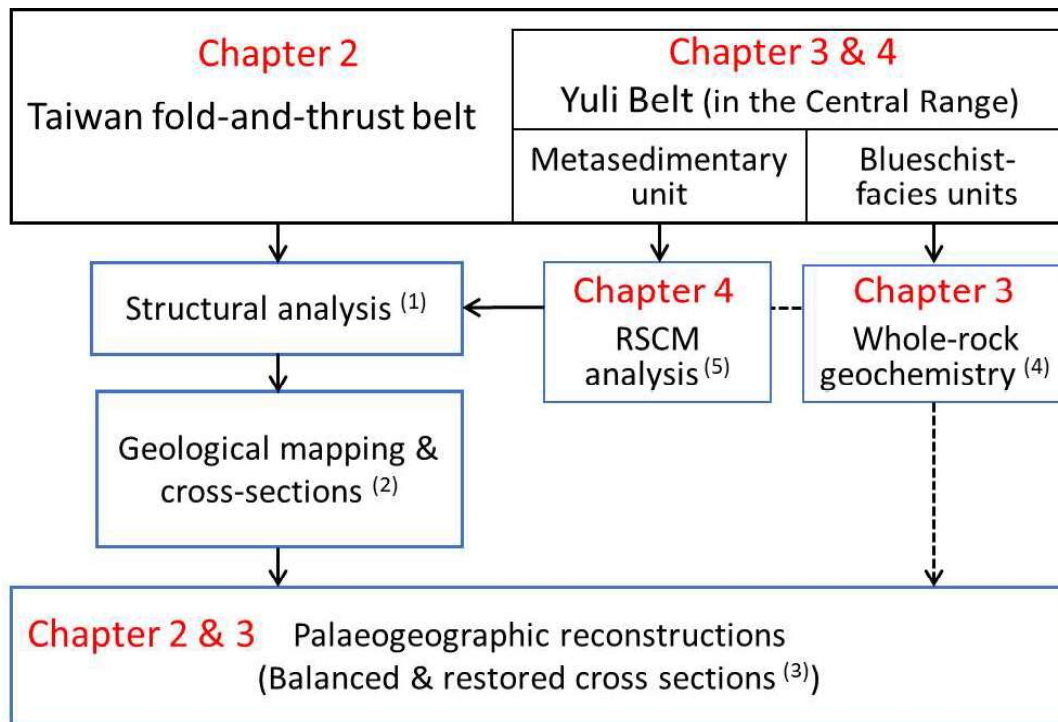 Chapter 2
Taiwan fold-and-thrust belt
Chapter 3 & 4
Yuli Belt (in the Central Range)
Metasedimentary
unit
Blueschist-
facies units
Structural analysis (1)
Chapter 4
RSCM
analysis (5)
Chapter 3
Whole-rock
geochemistry (4)
Geological mapping &
cross-sections (2)
Chapter 2 & 3 Palaeogeographic reconstructions
(Balanced & restored cross sections (3))